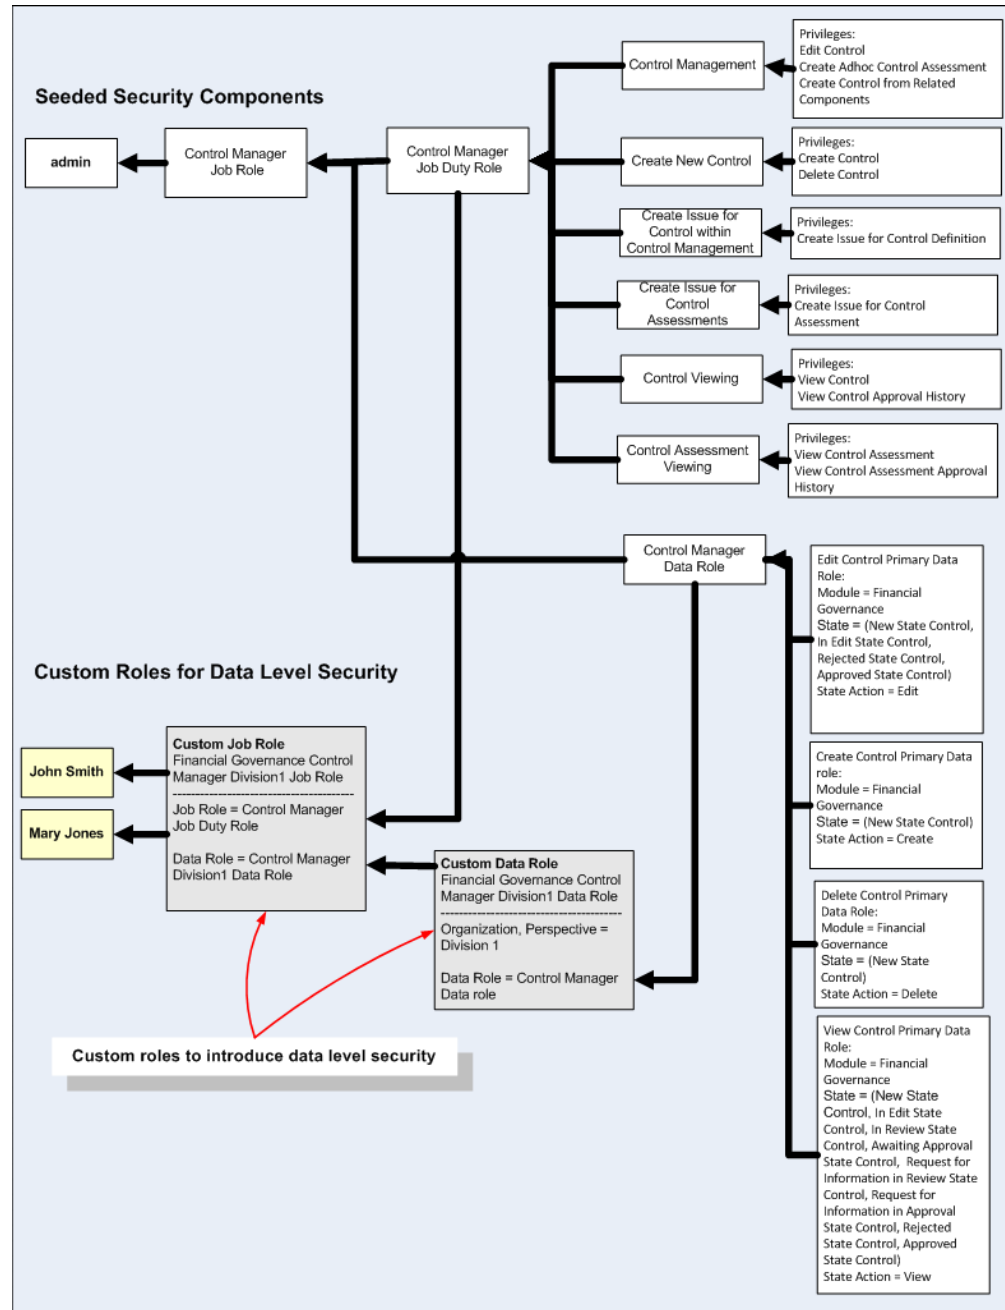 Seeded Security Components
admin
Control Manager
Job Role
Control Manager
Job Duty Role
Control Management
Privileges:
Edit Control
Create Adhoc Control Assessment
Create Control from Related
Components
Create New Control
Privileges:
Create Control
Delete Control
Create Issue for
Control within
Control Management
Privileges:
Create Issue for Control Definition
Create Issue for
Control
Assessments
Privileges:
Create Issue for Control
Assessment
Control Viewing
Privileges:
View Control
View Control Approval History
Control Assessment
Viewing
Privileges:
View Control Assessment
View Control Assessment Approval
History
Control Manager
Data Role
Edit Control Primary Data
Role:
Module = Financial
Governance
State = (New State Control,
In Edit State Control,
Rejected State Control,
Approved State Control)
State Action = Edit
Create Control Primary Data
role:
Module = Financial
Governance
State = (New State Control)
State Action = Create
Delete Control Primary
Data Role:
Module = Financial
Governance
State = (New State
Control)
State Action = Delete
View Control Primary Data
Role:
Module = Financial
Governance
State = (New State
Control, In Edit State
Control, In Review State
Control, Awaiting Approval
State Control, Request for
Information in Review State
Control, Request for
Information in Approval
State Control, Rejected
State Control, Approved
State Control)
State Action = View
Custom Roles for Data Level Security
John Smith
Mary Jones
Custom Job Role
Financial Governance Control
Manager Division1 Job Role
Job Role = Control Manager
Job Duty Role
Data Role = Control Manager
Division1 Data Role
Custom Data Role
Financial Governance Control
Manager Division1 Data Role
Organization, Perspective =
Division 1
Data Role = Control Manager
Data role
Custom roles to introduce data level security